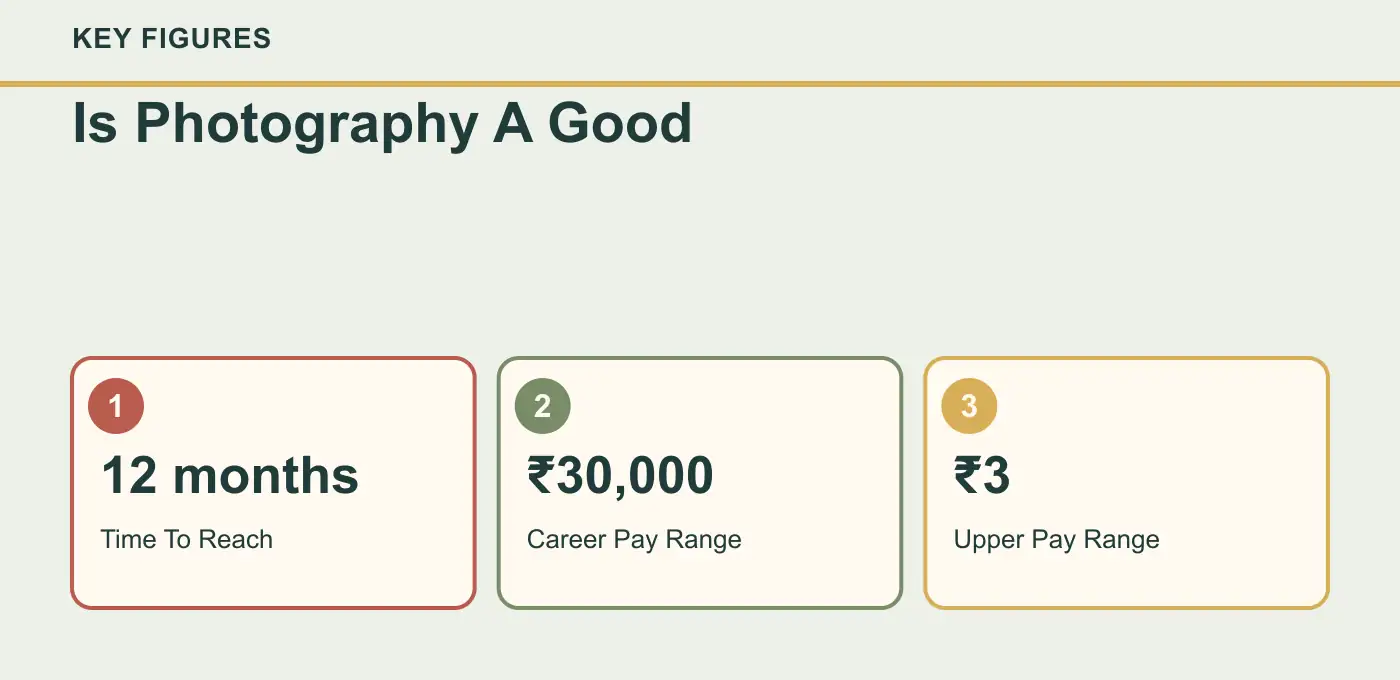 KEY FIGURES
Is Photography A Good
1
12 months
Time To Reach
2
₹30,000
Career Pay Range
3
₹3
Upper Pay Range